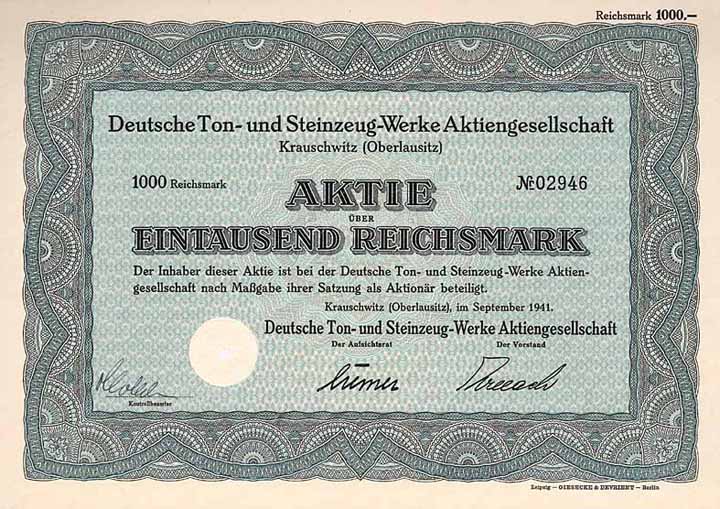 Reichsmark 1000.—
Deutsche Ton- und Steinzeug-Werke Aktiengesellschaft
Krauschwitz (Oberlausitz)
1000 Reichsmark
AKTIE
№ 02946
ÜBER
EINTAUSEND REICHSMARK
Der Inhaber dieser Aktie ist bei der Deutsche Ton- und Steinzeug-Werke Aktien-
gesellschaft nach Maßgabe ihrer Satzung als Aktionär beteiligt.
Krauschwitz (Oberlausitz), im September 1941.
Deutsche Ton- und Steinzeug-Werke Aktiengesellschaft
Der Aufsichtsrat Der Vorstand
Kontrollbeamter
Leipzig — GIESECKE & DEVRIENT — Berlin